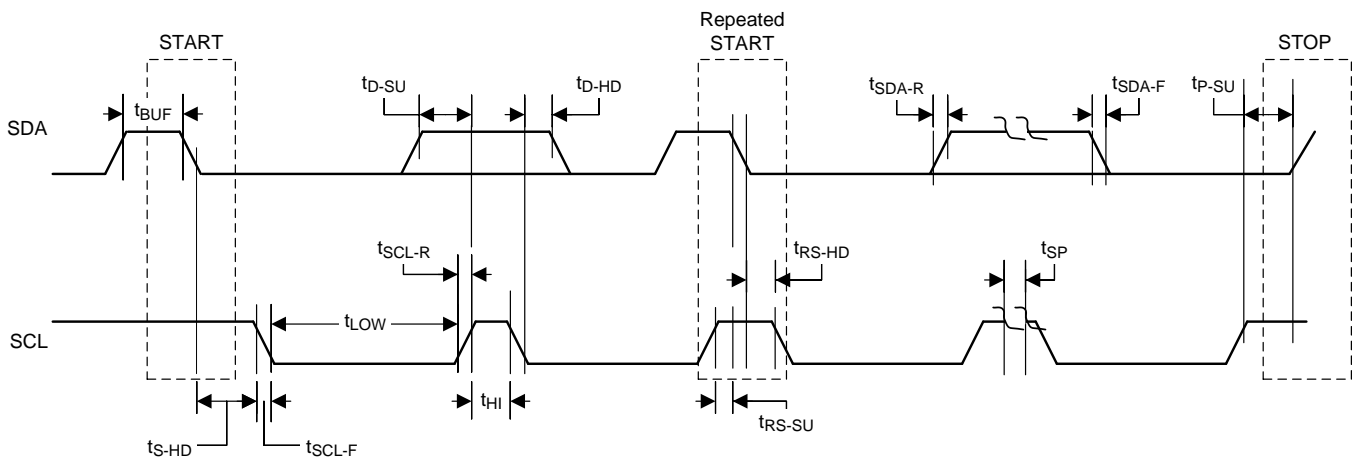 Repeated
START START STOP
tD-SU tD-HD tSDA-R tSDA-F tP-SU
tBUF
SDA
tSCL-R tRS-HD tSP
tLOW
SCL
tHI
tRS-SU
tS-HD tSCL-F